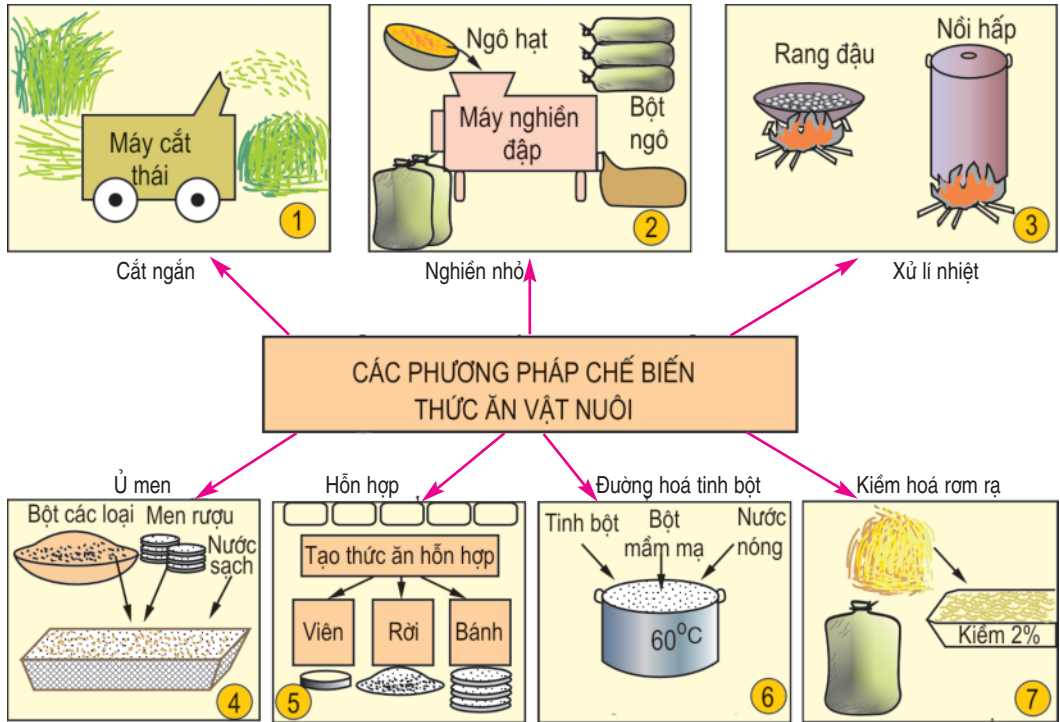 Máy cắt
thái
1
Cắt ngắn
Ngô hạt
Máy nghiền
đập
Bột
ngô
2
Nghiền nhỏ
Rang đậu
Nồi hấp
3
Xử lí nhiệt
CÁC PHƯƠNG PHÁP CHẾ BIẾN
THỨC ĂN VẬT NUÔI
Ủ men
Bột các loại
Men rượu
Nước
sạch
4
Hỗn hợp
Tạo thức ăn hỗn hợp
Viên
Rời
Bánh
5
Đường hoá tinh bột
Tinh bột
Bột
mầm mạ
Nước
nóng
60°C
6
Kiềm hoá rơm rạ
Kiềm 2%
7